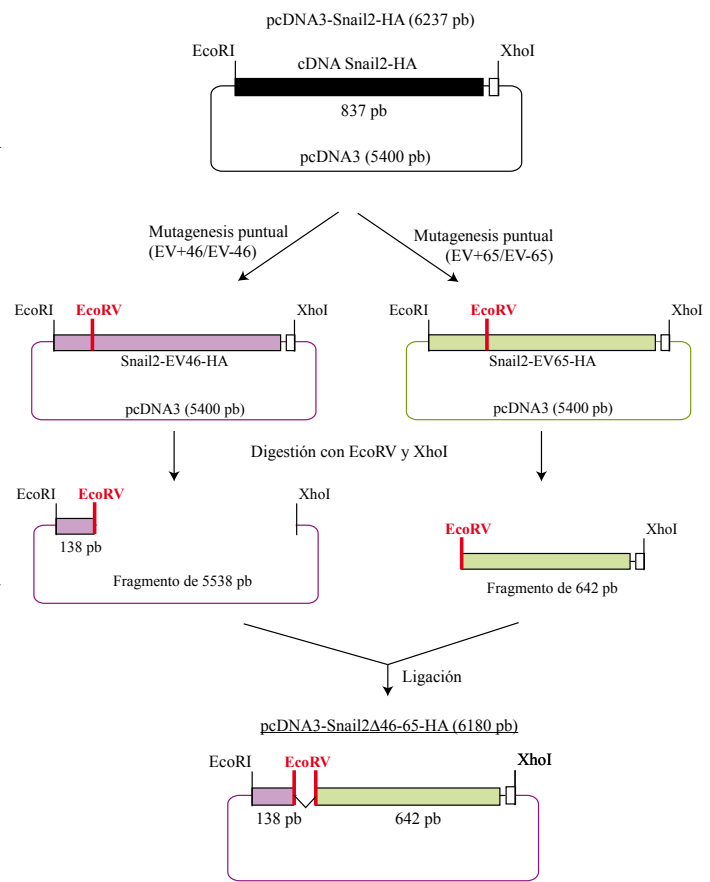 pcDNA3-Snail2-HA (6237 pb)
EcoRI
XhoI
cDNA Snail2-HA
837 pb
pcDNA3 (5400 pb)
Mutagenesis puntual
(EV+46/EV-46)
Mutagenesis puntual
(EV+65/EV-65)
EcoRI
EcoRV
XhoI
Snail2-EV46-HA
pcDNA3 (5400 pb)
EcoRI
EcoRV
XhoI
Snail2-EV65-HA
pcDNA3 (5400 pb)
Digestión con EcoRV y XhoI
EcoRI
EcoRV
XhoI
138 pb
Fragmento de 5538 pb
EcoRV
XhoI
Fragmento de 642 pb
Ligación
pcDNA3-Snail2Δ46-65-HA (6180 pb)
EcoRI
EcoRV
XhoI
138 pb
642 pb